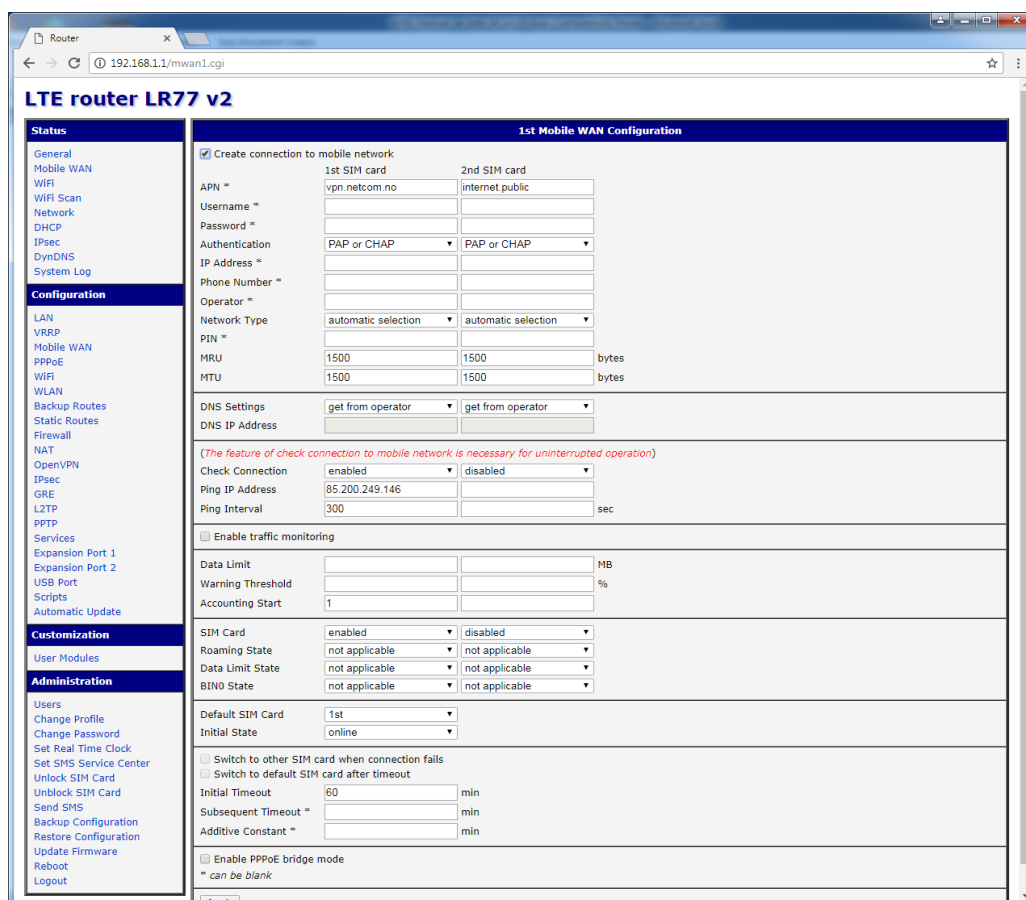 Router
192.168.1.1/mwan1.cgi
LTE router LR77 v2
Status
General
Mobile WAN
WiFi
WiFi Scan
Network
DHCP
IPsec
DynDNS
System Log
Configuration
LAN
VRRP
Mobile WAN
PPPoE
WiFi
WLAN
Backup Routes
Static Routes
Firewall
NAT
OpenVPN
IPsec
GRE
L2TP
PPTP
Services
Expansion Port 1
Expansion Port 2
USB Port
Scripts
Automatic Update
Customization
User Modules
Administration
Users
Change Profile
Change Password
Set Real Time Clock
Set SMS Service Center
Unlock SIM Card
Unblock SIM Card
Send SMS
Backup Configuration
Restore Configuration
Update Firmware
Reboot
Logout
1st Mobile WAN Configuration
Create connection to mobile network
1st SIM card 2nd SIM card
APN * vpn.netcom.no internet.public
Username *
Password *
Authentication PAP or CHAP PAP or CHAP
IP Address *
Phone Number *
Operator *
Network Type automatic selection automatic selection
PIN *
MRU 1500 1500 bytes
MTU 1500 1500 bytes
DNS Settings get from operator get from operator
DNS IP Address
(The feature of check connection to mobile network is necessary for uninterrupted operation)
Check Connection enabled disabled
Ping IP Address 85.200.249.146
Ping Interval 300 sec
Enable traffic monitoring
Data Limit MB
Warning Threshold %
Accounting Start 1
SIM Card enabled disabled
Roaming State not applicable not applicable
Data Limit State not applicable not applicable
BIN0 State not applicable not applicable
Default SIM Card 1st
Initial State online
Switch to other SIM card when connection fails
Switch to default SIM card after timeout
Initial Timeout 60 min
Subsequent Timeout * min
Additive Constant * min
Enable PPPoE bridge mode
* can be blank